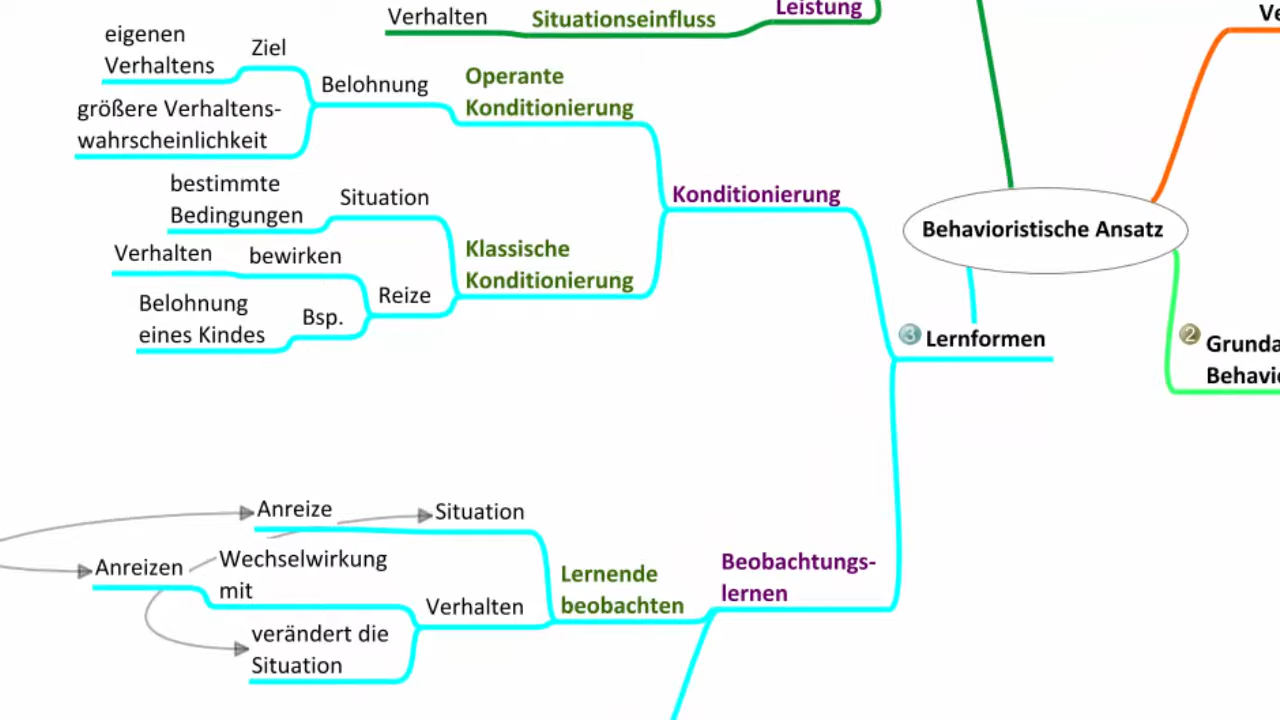 Leistung
Verhalten
Situationseinfluss
eigenen
Verhaltens
Ziel
größere Verhaltens-
wahrscheinlichkeit
Belohnung
Operante
Konditionierung
bestimmte
Bedingungen
Situation
Verhalten
bewirken
Belohnung
eines Kindes
Bsp.
Reize
Klassische
Konditionierung
Konditionierung
Behavioristische Ansatz
3
Lernformen
2
Anreize
Situation
Anreizen
Wechselwirkung
mit
Verhalten
verändert die
Situation
Lernende
beobachten
Beobachtungs-
lernen